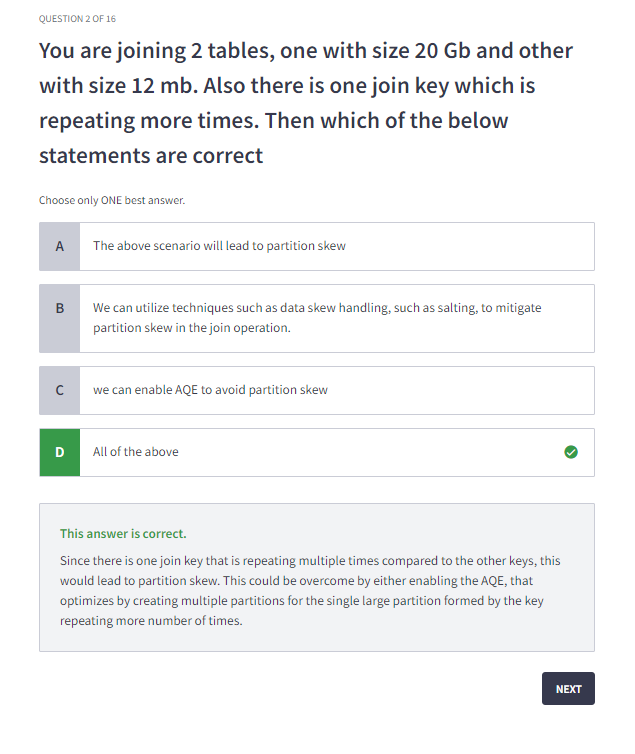 QUESTION 2 OF 16
You are joining 2 tables, one with size 20 Gb and other
with size 12 mb. Also there is one join key which is
repeating more times. Then which of the below
statements are correct
Choose only ONE best answer.
A The above scenario will lead to partition skew
B We can utilize techniques such as data skew handling, such as salting, to mitigate
partition skew in the join operation.
C we can enable AQE to avoid partition skew
D All of the above
This answer is correct.
Since there is one join key that is repeating multiple times compared to the other keys, this
would lead to partition skew. This could be overcome by either enabling the AQE, that
optimizes by creating multiple partitions for the single large partition formed by the key
repeating more number of times.
NEXT